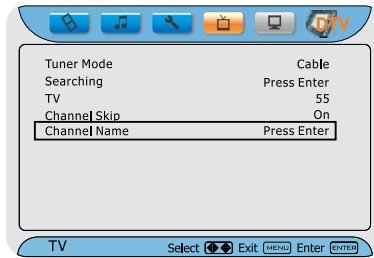 DTV
Tuner Mode Cable
Searching Press Enter
TV 55
Channel Skip On
Channel Name Press Enter
TV Select Exit MENU Enter ENTER